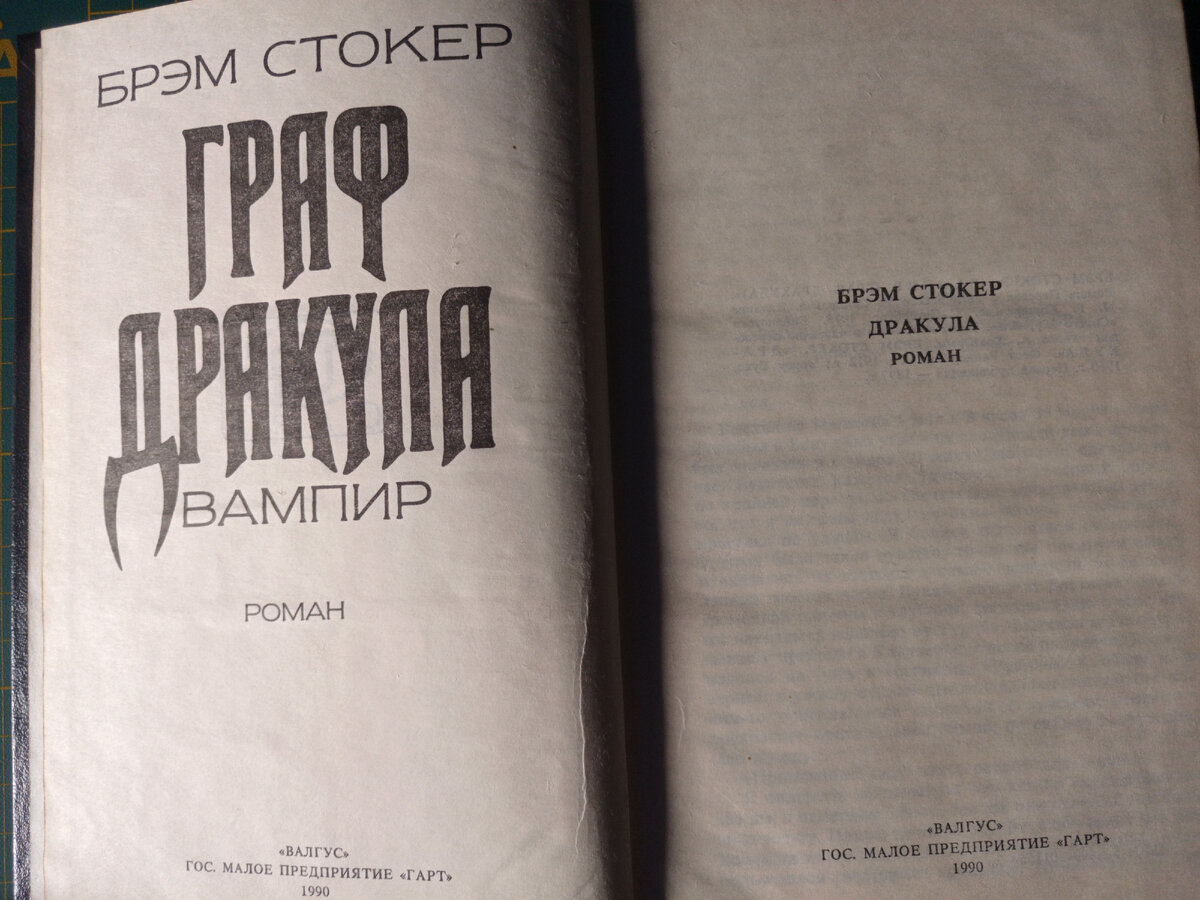 БРЭМ СТОКЕР
ГРАФ
ДРАКУЛА
ВАМПИР
РОМАН
«ВАЛГУС»
ГОС. МАЛОЕ ПРЕДПРИЯТИЕ «ГАРТ»
1990
БРЭМ СТОКЕР
ДРАКУЛА
РОМАН
«ВАЛГУС»
ГОС. МАЛОЕ ПРЕДПРИЯТИЕ «ГАРТ»
1990